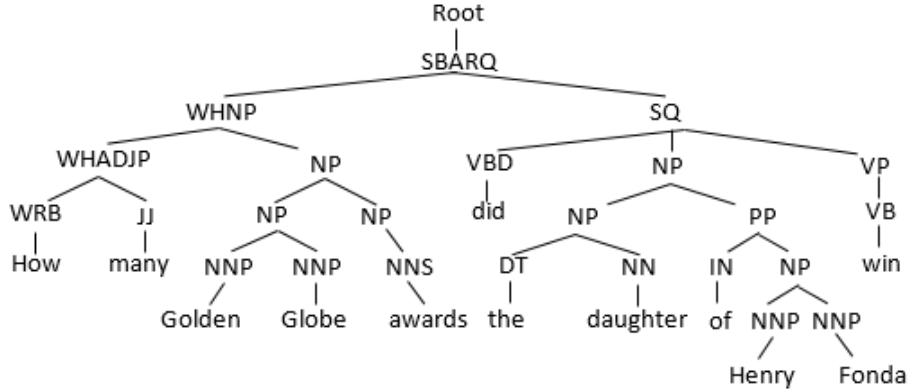 Root
SBARQ
WHNP SQ
WHADJP NP VBD NP VP
WRB JJ NP NP did NP PP VB
How many NNP NNP NNS DT NN IN NP win
Golden Globe awards the daughter of NNP NNP
Henry Fonda